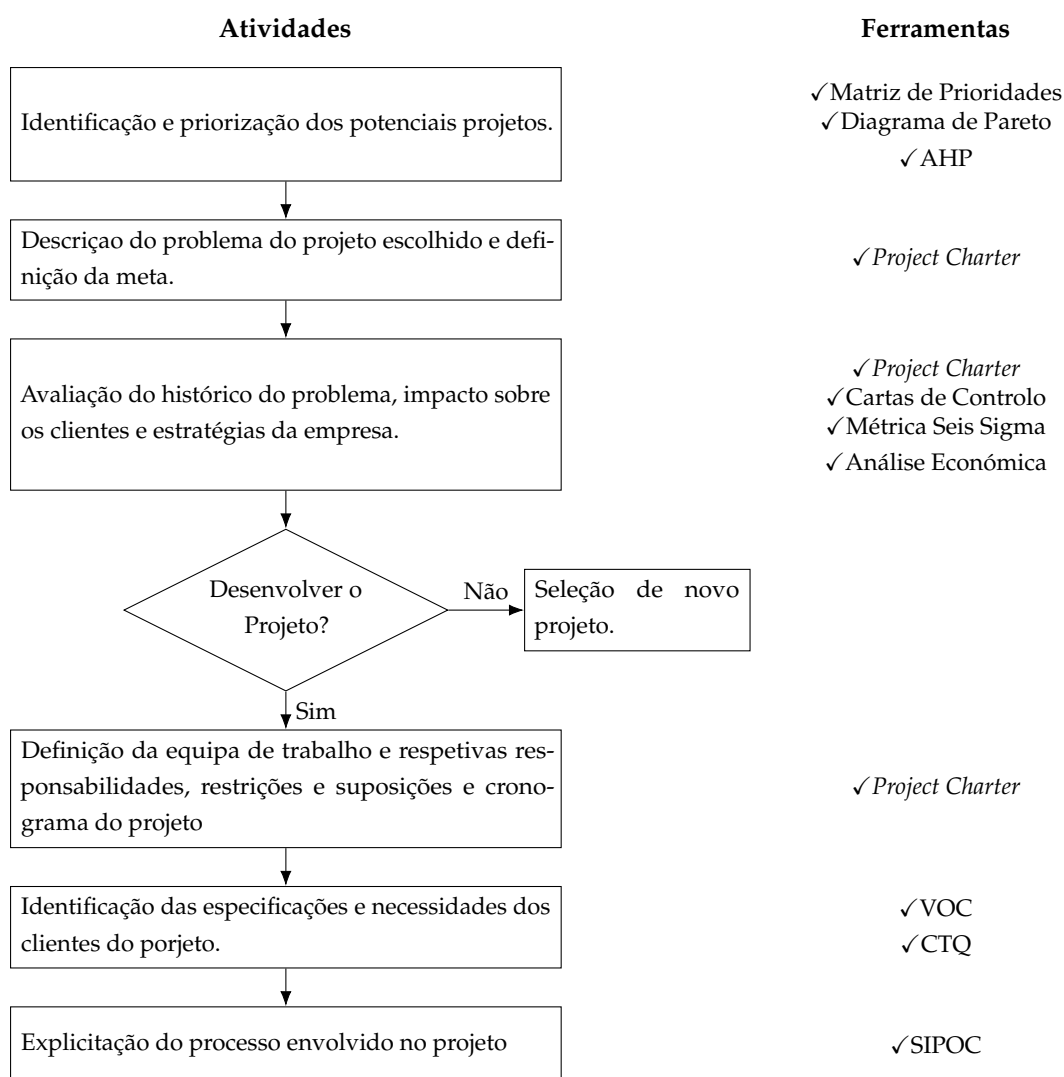 Atividades
Ferramentas
Identificação e priorização dos potenciais projetos.
✓Matriz de Prioridades
✓Diagrama de Pareto
✓AHP
Descriçao do problema do projeto escolhido e defi-
nição da meta.
✓Project Charter
Avaliação do histórico do problema, impacto sobre
os clientes e estratégias da empresa.
✓Project Charter
✓Cartas de Controlo
✓Métrica Seis Sigma
✓Análise Económica
Desenvolver o
Projeto?
Não
Seleção de novo
projeto.
Sim
Definição da equipa de trabalho e respetivas res-
ponsabilidades, restrições e suposições e crono-
grama do projeto
✓Project Charter
Identificação das especificações e necessidades dos
clientes do porjeto.
✓VOC
✓CTQ
Explicitação do processo envolvido no projeto
✓SIPOC